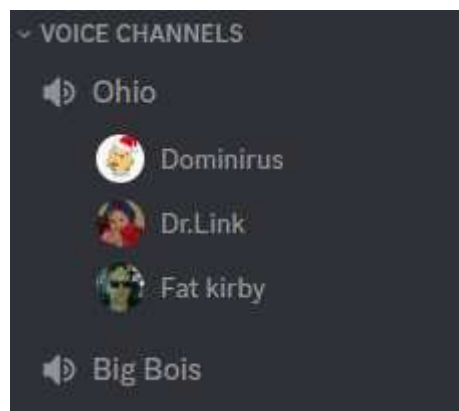 VOICE CHANNELS
Ohio
Dominirus
Dr.Link
Fat kirby
Big Bois